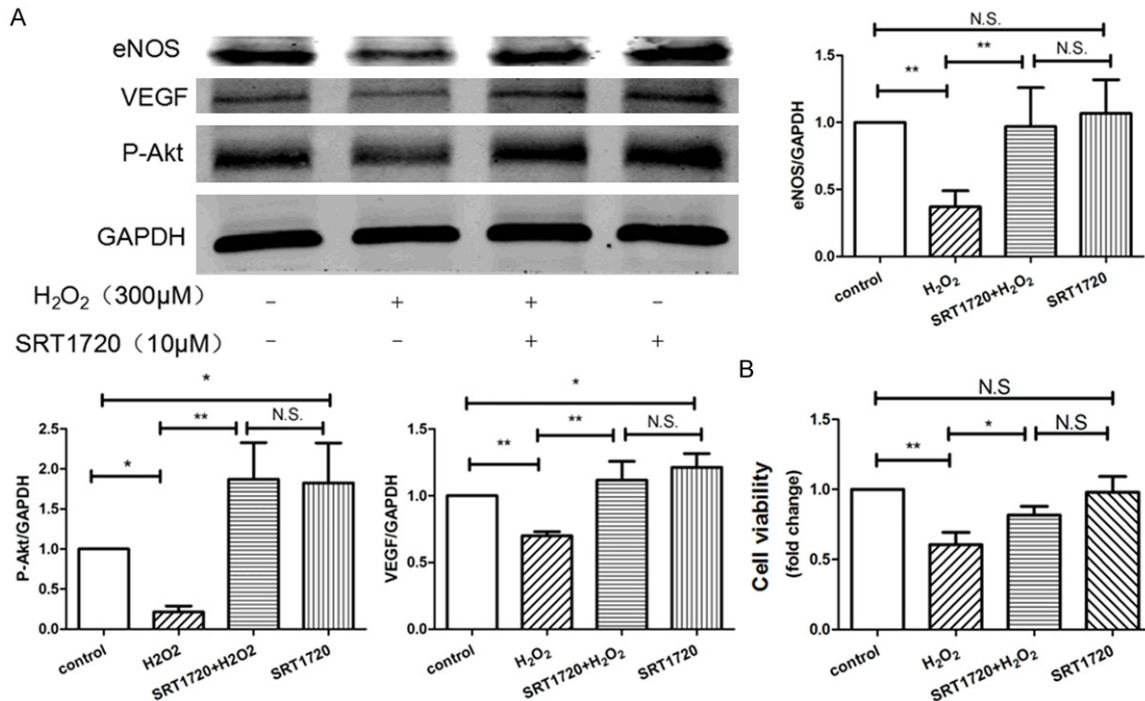 A
eNOS
VEGF
P-Akt
GAPDH
H₂O₂（300μM） - + + -
SRT1720（10μM） - - + +
N.S.
** N.S.
**
1.5
1.0
0.5
0.0
eNOS/GAPDH
control H₂O₂ SRT1720+H₂O₂ SRT1720
*
** N.S.
*
2.5
2.0
1.5
1.0
0.5
0.0
P-Akt/GAPDH
control H2O2 SRT1720+H2O2 SRT1720
*
** N.S.
**
1.5
1.0
0.5
0.0
VEGF/GAPDH
control H₂O₂ SRT1720+H₂O₂ SRT1720
B
N.S
* N.S
**
1.5
1.0
0.5
0.0
Cell viability
(fold change)
control H₂O₂ SRT1720+H₂O₂ SRT1720